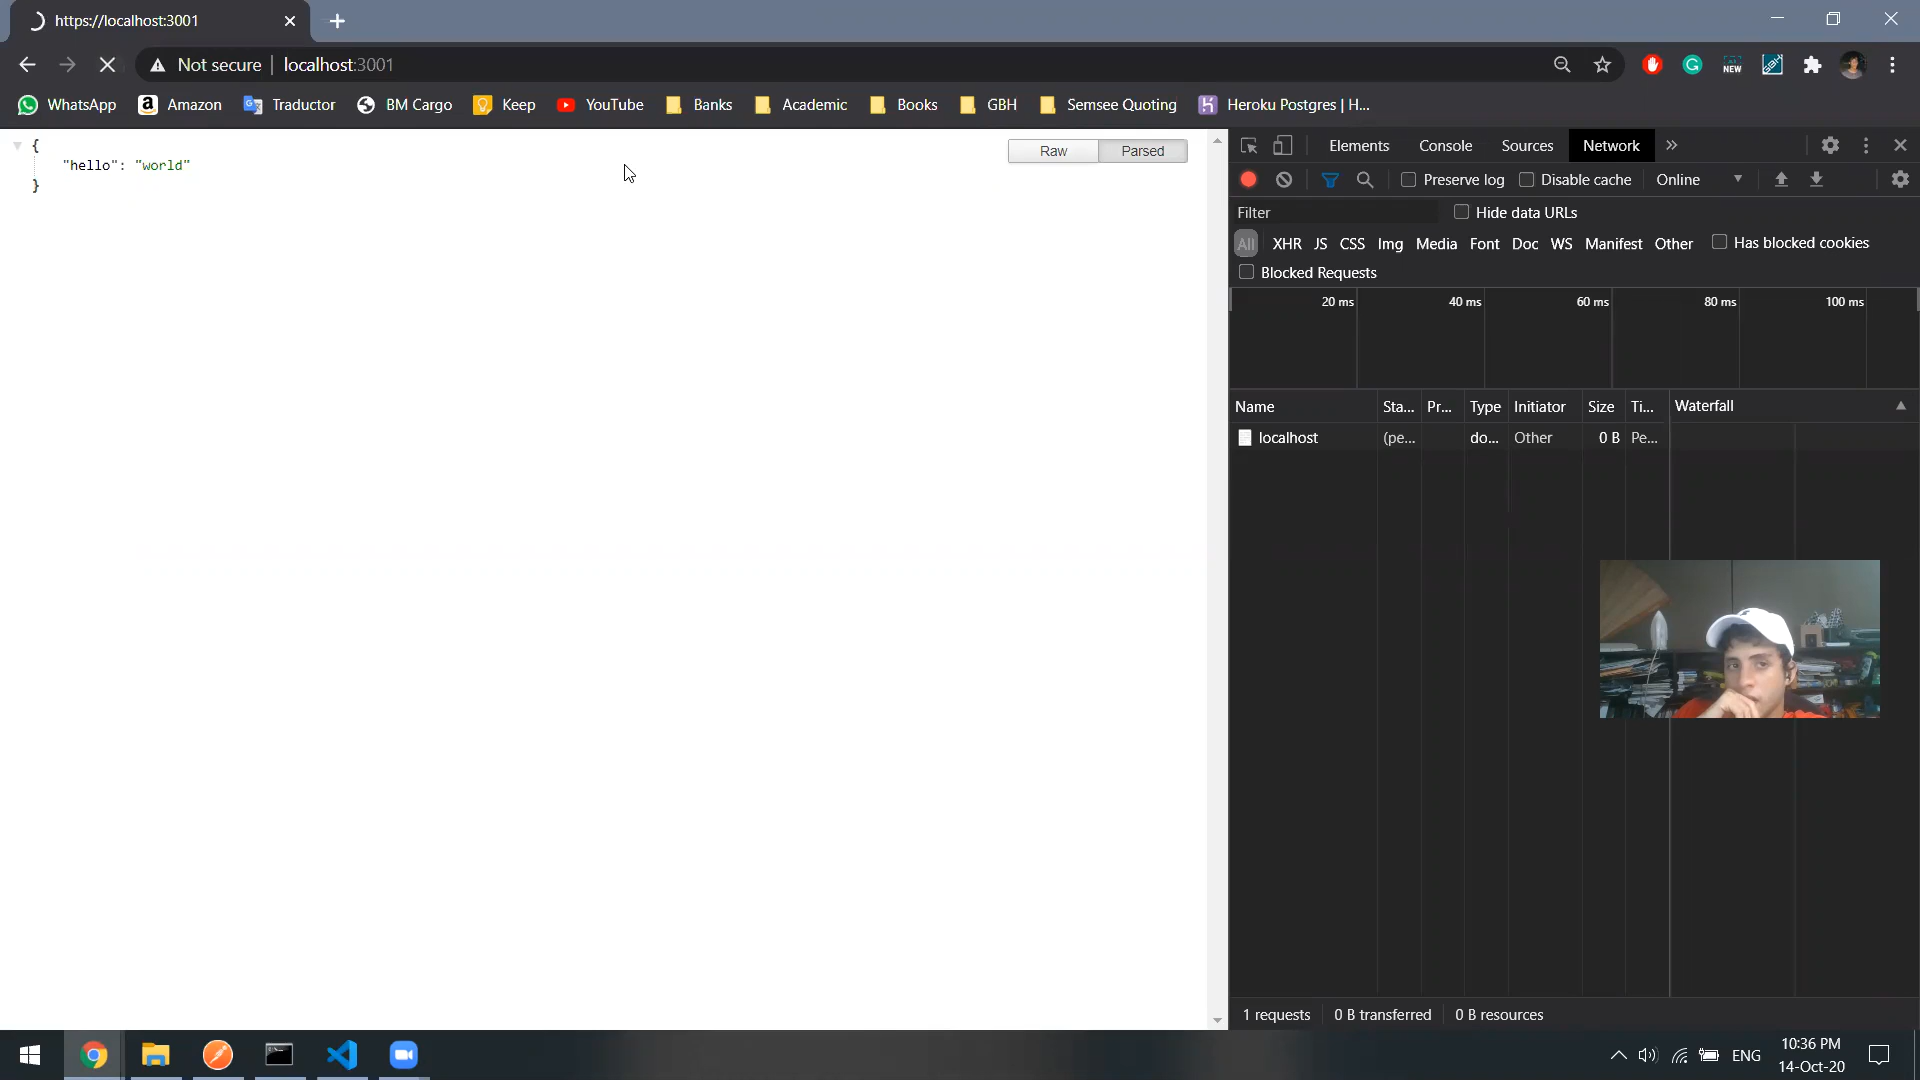 https://localhost:3001
Not secure localhost:3001
NEW
WhatsApp Amazon Traductor BM Cargo Keep YouTube Banks Academic Books GBH Semsee Quoting Heroku Postgres | H...
{
"hello": "world"
}
Raw Parsed
Elements Console Sources Network
Preserve log Disable cache Online
Filter Hide data URLs
All XHR JS CSS Img Media Font Doc WS Manifest Other Has blocked cookies
Blocked Requests
20 ms 40 ms 60 ms 80 ms 100 ms
Name Sta... Pr... Type Initiator Size Ti... Waterfall
localhost (pe... do... Other 0 B Pe...
1 requests 0 B transferred 0 B resources
ENG
10:36 PM
14-Oct-20